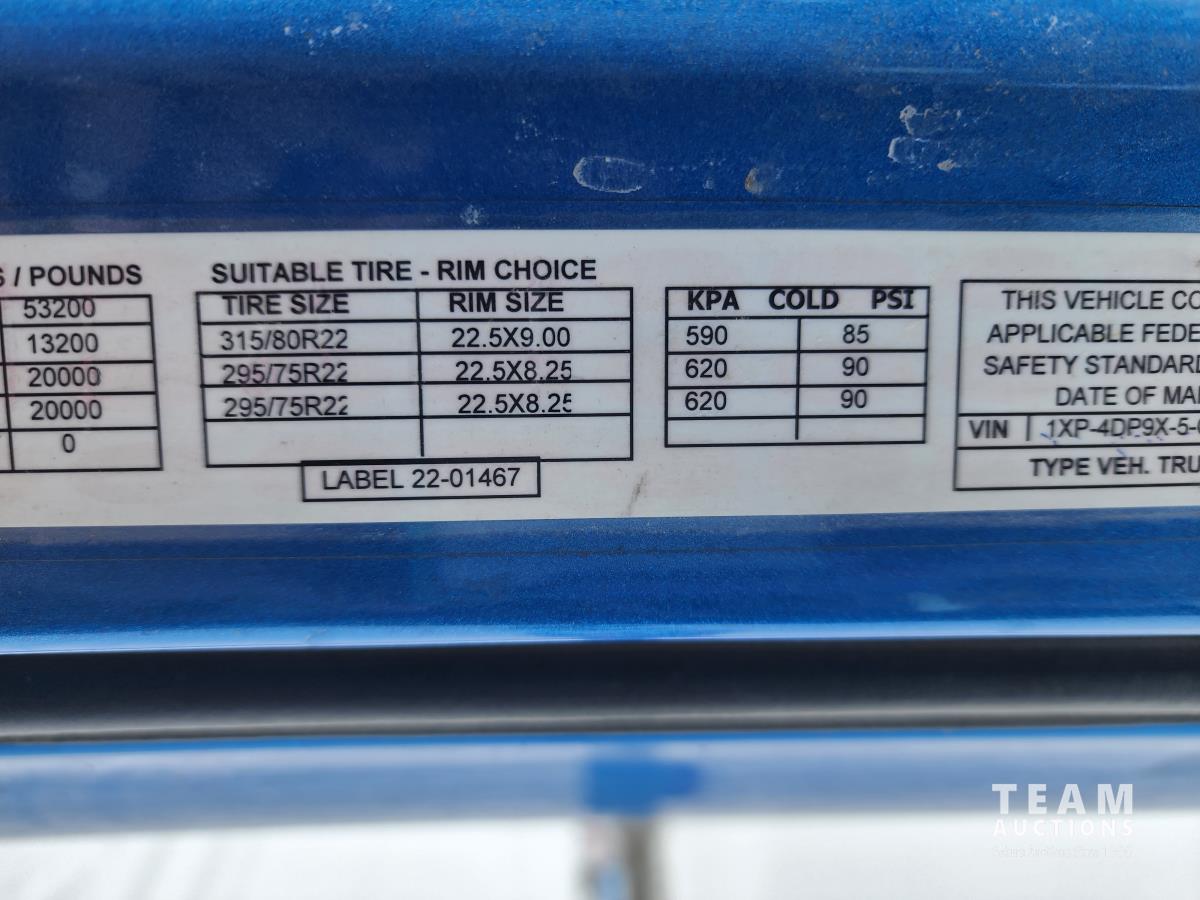 S / POUNDS
53200
13200
20000
20000
0
SUITABLE TIRE - RIM CHOICE
TIRE SIZE RIM SIZE
315/80R22 22.5X9.00
295/75R22 22.5X8.25
295/75R22 22.5X8.25
LABEL 22-01467
KPA COLD PSI
590 85
620 90
620 90
THIS VEHICLE CO
APPLICABLE FEDE
SAFETY STANDARD
DATE OF MA
VIN 1XP-4DP9X-5-
TYPE VEH. TRU
TEAM
AUCTIONS